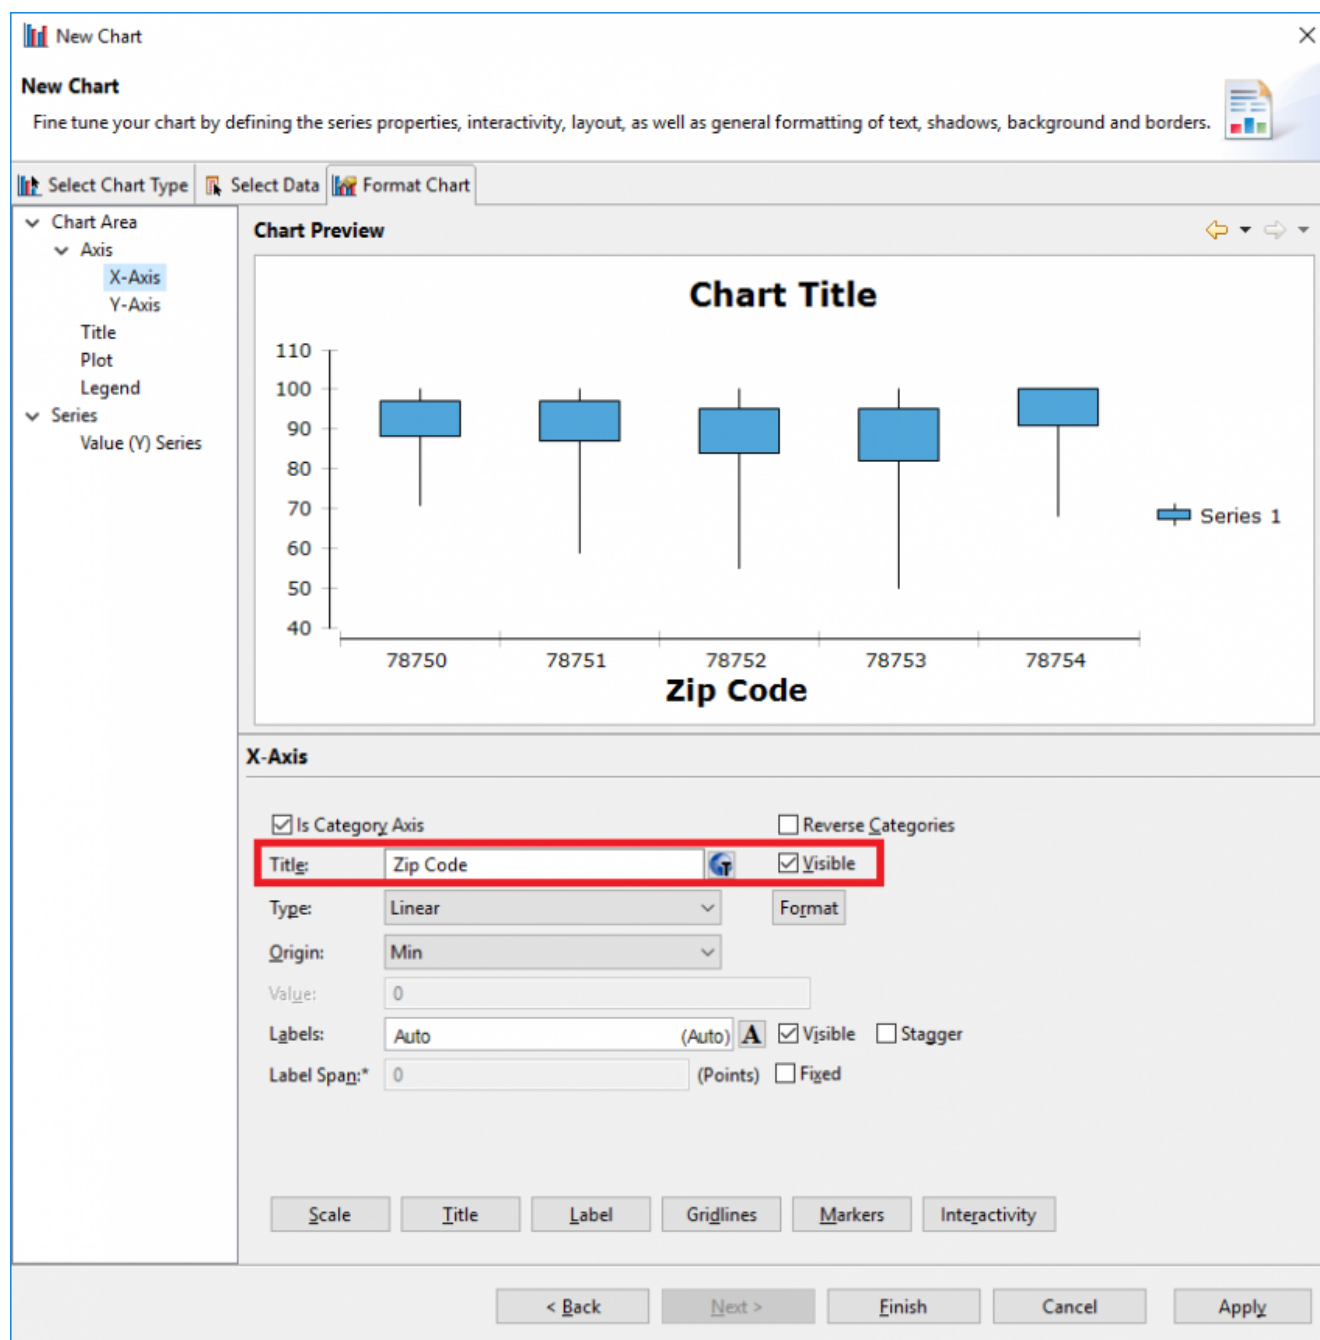 New Chart
New Chart
Fine tune your chart by defining the series properties, interactivity, layout, as well as general formatting of text, shadows, background and borders.
Select Chart Type Select Data Format Chart
Chart Area
Axis
X-Axis
Y-Axis
Title
Plot
Legend
Series
Value (Y) Series
Chart Preview
Chart Title
110
100
90
80
70
60
50
40
78750 78751 78752 78753 78754
Zip Code
Series 1
X-Axis
Is Category Axis Reverse Categories
Title: Zip Code Visible
Type: Linear Format
Origin: Min
Value: 0
Labels: Auto (Auto) A Visible Stagger
Label Span:* 0 (Points) Fixed
Scale Title Label Gridlines Markers Interactivity
< Back Next > Finish Cancel Apply